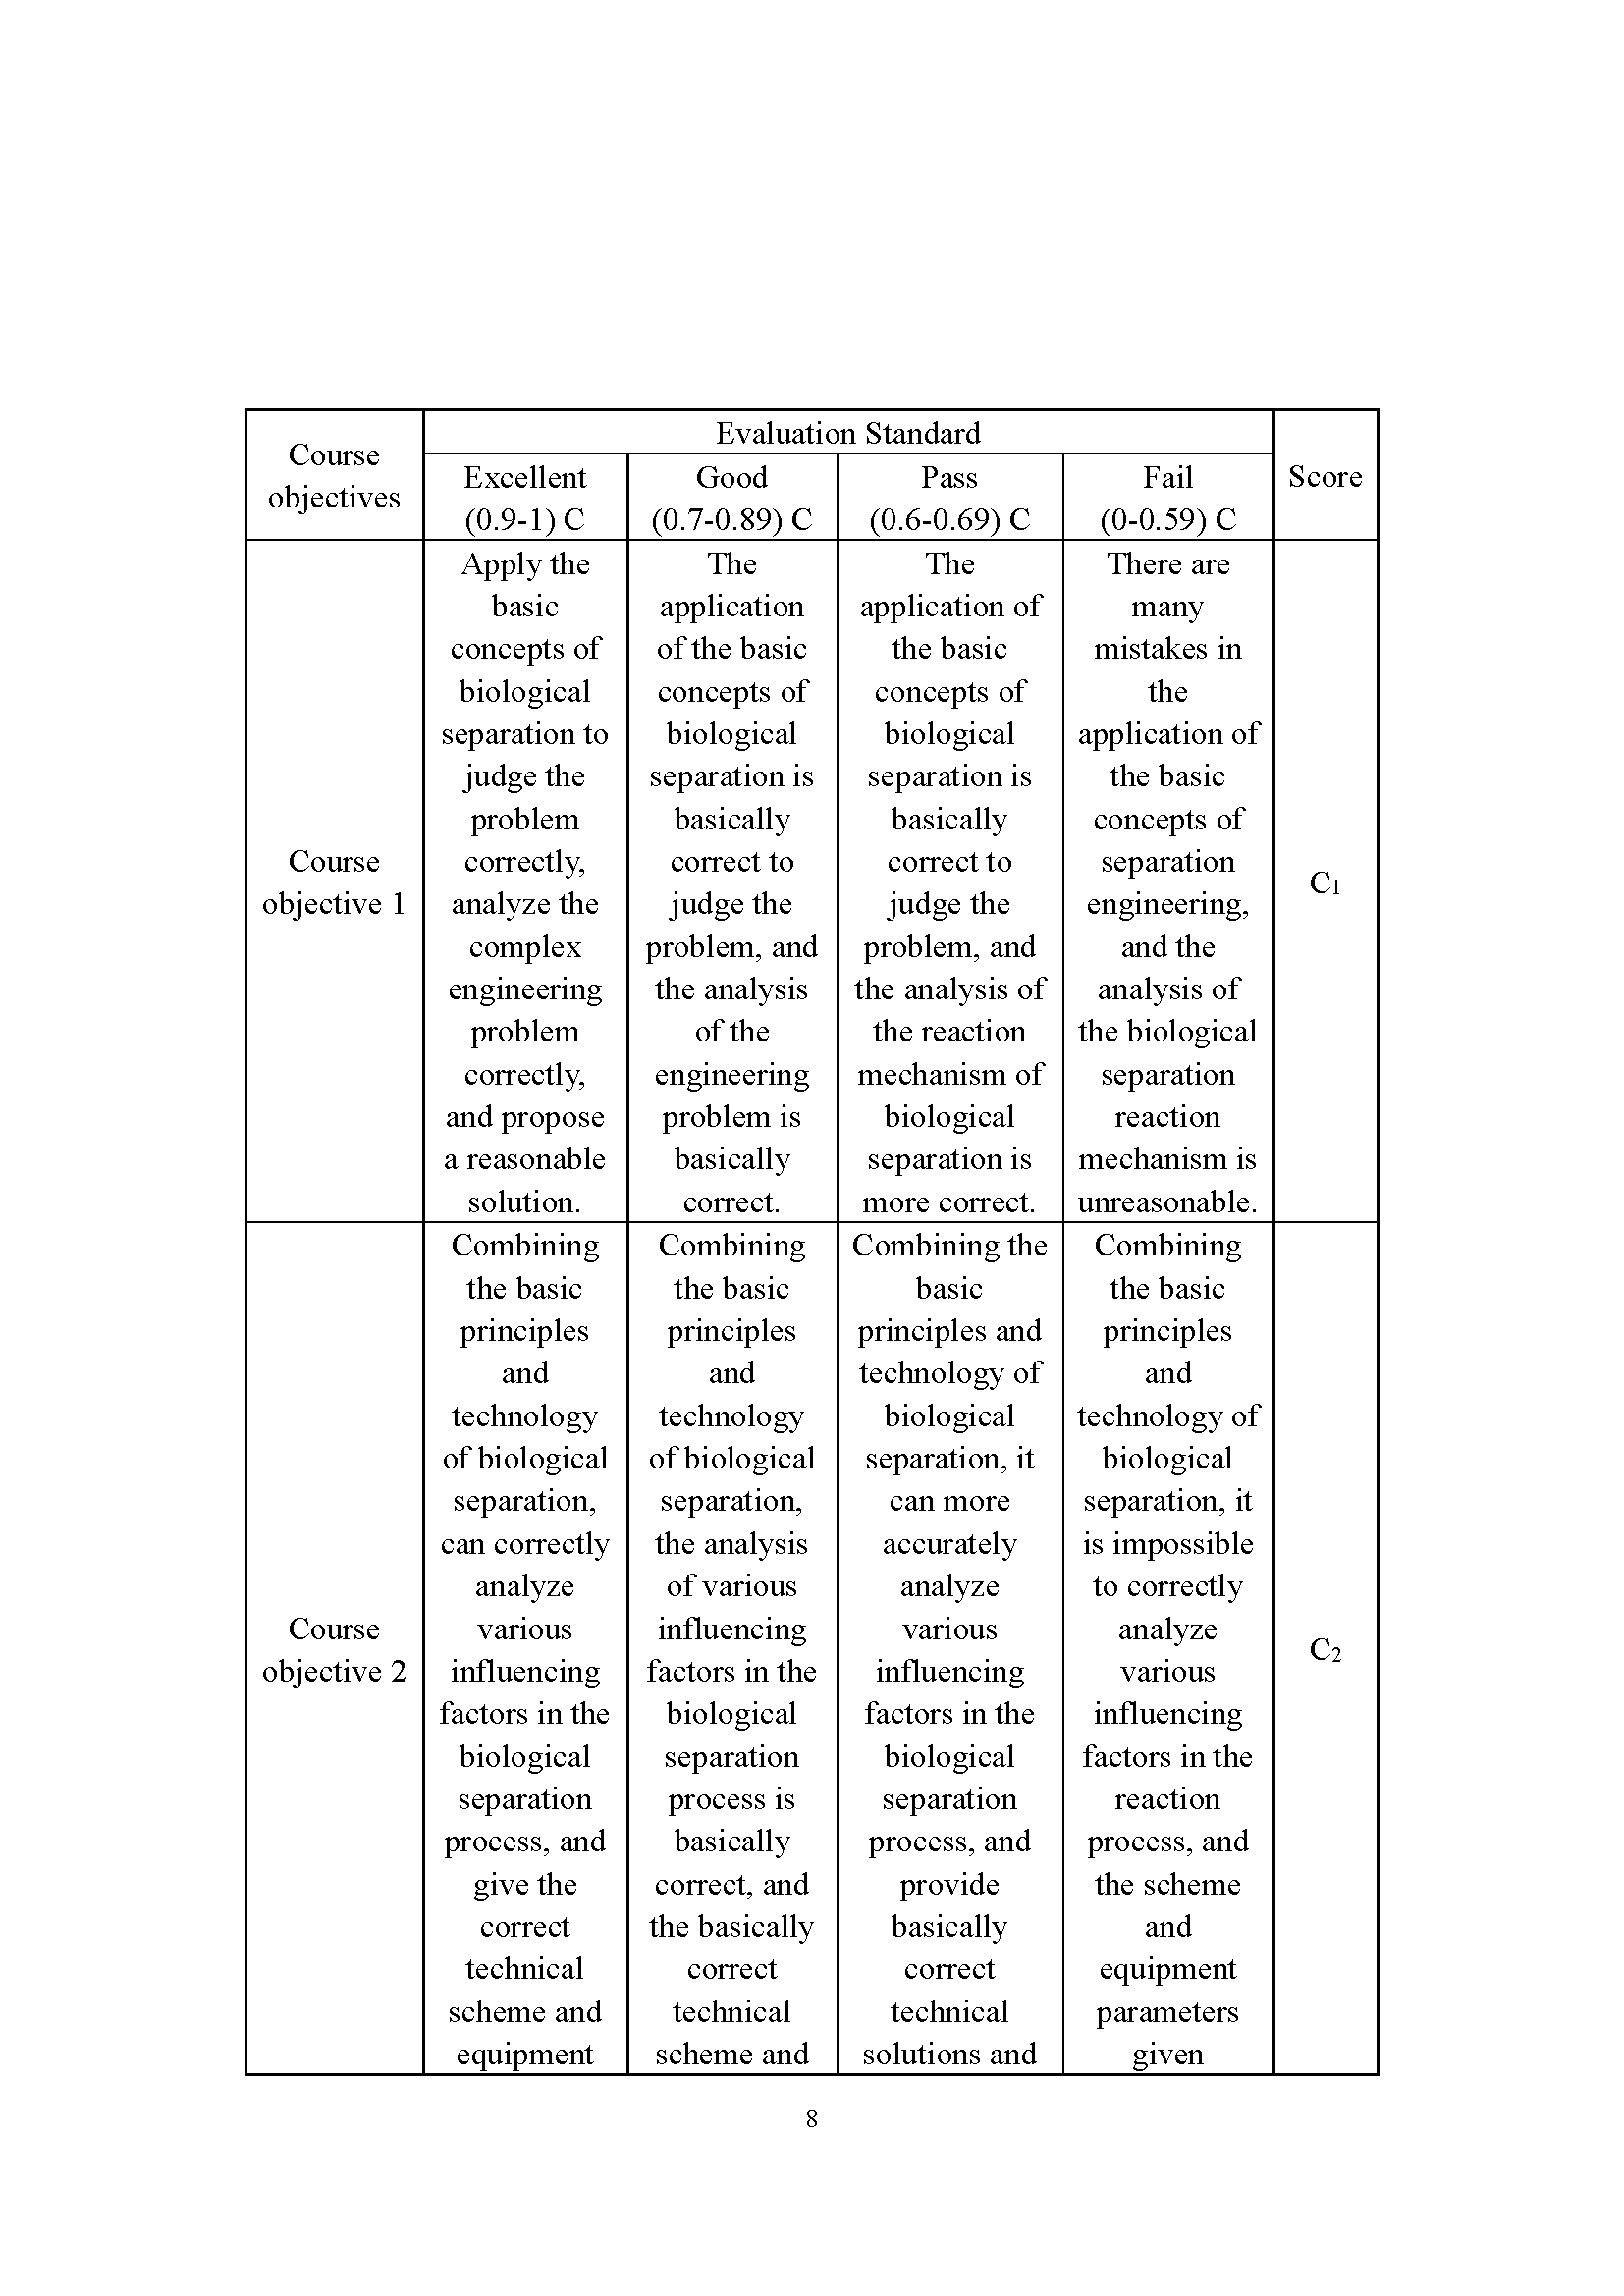 Course
objectives
Evaluation Standard
Score
Excellent
(0.9-1) C
Good
(0.7-0.89) C
Pass
(0.6-0.69) C
Fail
(0-0.59) C
Course
objective 1
Apply the
basic
concepts of
biological
separation to
judge the
problem
correctly,
analyze the
complex
engineering
problem
correctly,
and propose
a reasonable
solution.
The
application
of the basic
concepts of
biological
separation is
basically
correct to
judge the
problem, and
the analysis
of the
engineering
problem is
basically
correct.
The
application of
the basic
concepts of
biological
separation is
basically
correct to
judge the
problem, and
the analysis of
the reaction
mechanism of
biological
separation is
more correct.
There are
many
mistakes in
the
application of
the basic
concepts of
separation
engineering,
and the
analysis of
the biological
separation
reaction
mechanism is
unreasonable.
C₁
Course
objective 2
Combining
the basic
principles
and
technology
of biological
separation,
can correctly
analyze
various
influencing
factors in the
biological
separation
process, and
give the
correct
technical
scheme and
equipment
Combining
the basic
principles
and
technology
of biological
separation,
the analysis
of various
influencing
factors in the
biological
separation
process is
basically
correct, and
the basically
correct
technical
scheme and
Combining the
basic
principles and
technology of
biological
separation, it
can more
accurately
analyze
various
influencing
factors in the
biological
separation
process, and
provide
basically
correct
technical
solutions and
Combining
the basic
principles
and
technology of
biological
separation, it
is impossible
to correctly
analyze
various
influencing
factors in the
reaction
process, and
the scheme
and
equipment
parameters
given
C₂
8